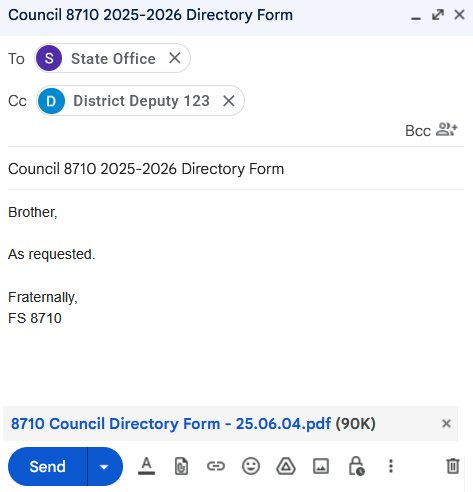 Council 8710 2025-2026 Directory Form
To S State Office
Cc D District Deputy 123
Bcc
Council 8710 2025-2026 Directory Form
Brother,
As requested.
Fraternally,
FS 8710
8710 Council Directory Form - 25.06.04.pdf (90K)
Send